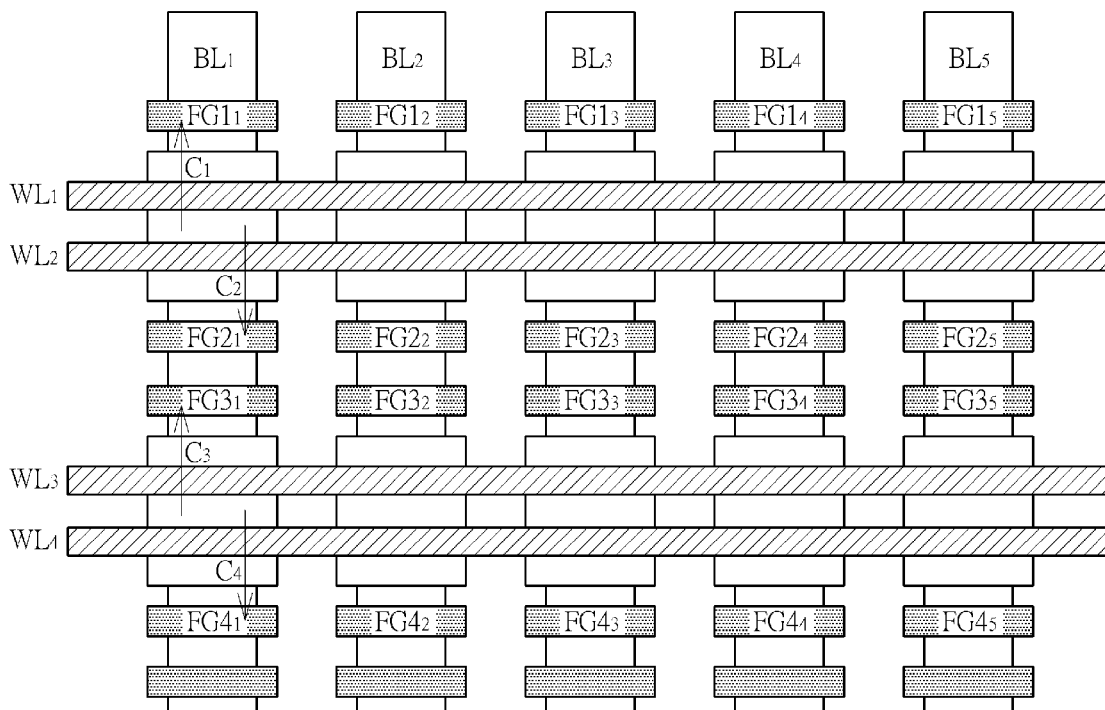 BL₁ BL₂ BL₃ BL₄ BL₅
FG1₁ FG1₂ FG1₃ FG1₄ FG1₅
C₁
WL₁
WL₂
C₂
FG2₁ FG2₂ FG2₃ FG2₄ FG2₅
FG3₁ FG3₂ FG3₃ FG3₄ FG3₅
C₃
WL₃
WL₄
C₄
FG4₁ FG4₂ FG4₃ FG4₄ FG4₅